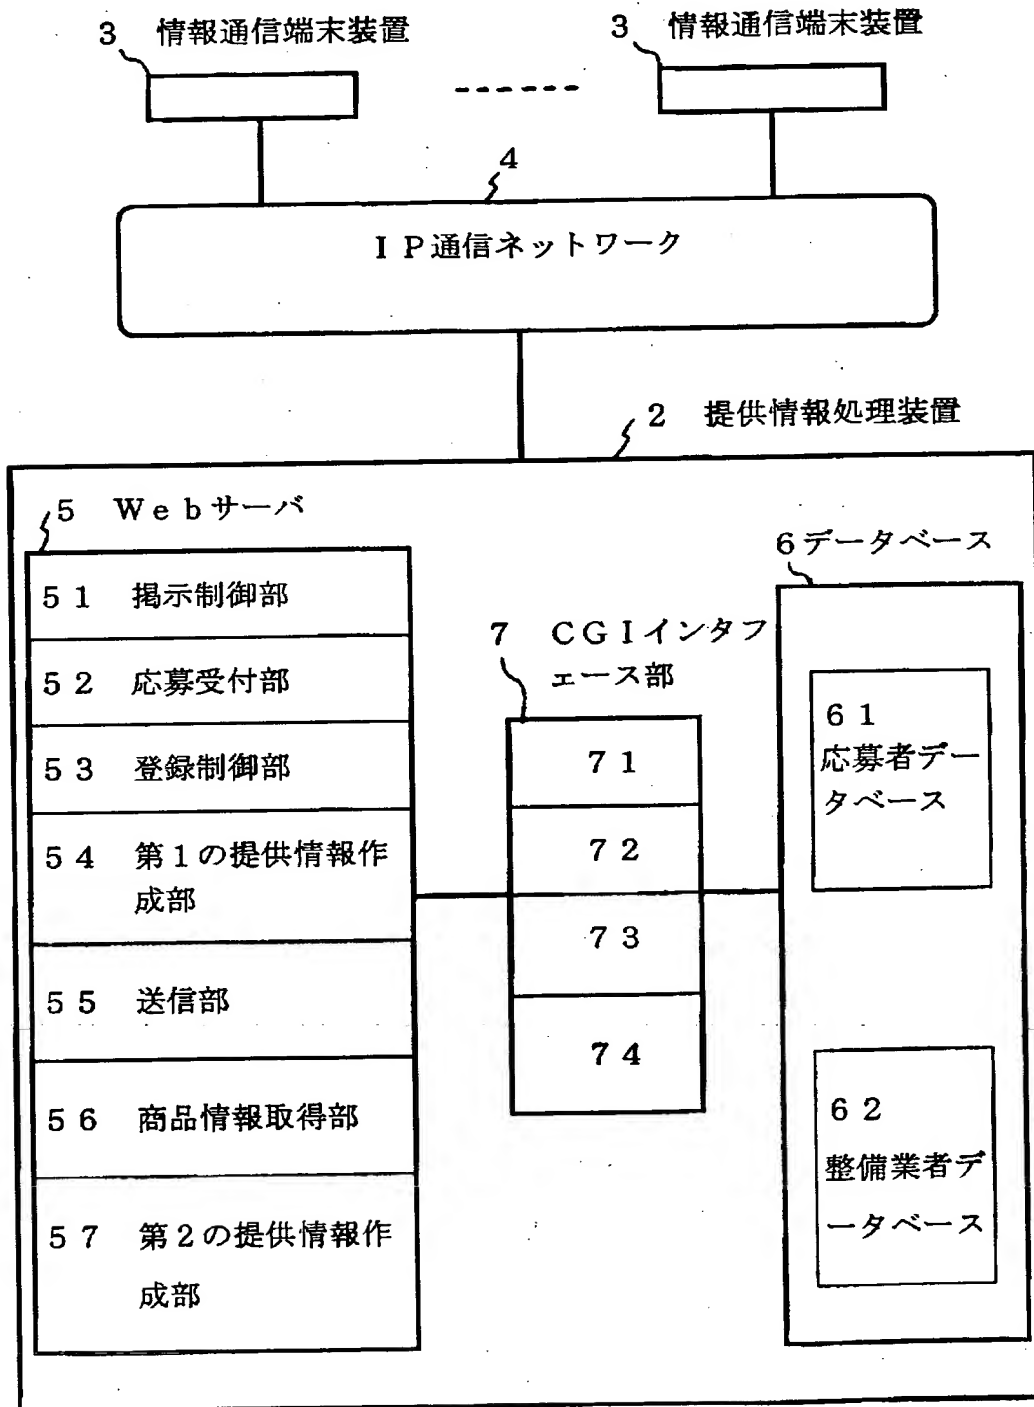 3 情報通信端末装置
3 情報通信端末装置
4
IP通信ネットワーク
2 提供情報処理装置
5 Webサーバ
51 掲示制御部
52 応募受付部
53 登録制御部
54 第1の提供情報作
成部
55 送信部
56 商品情報取得部
57 第2の提供情報作
成部
7 CGIインタフ
ェース部
71
72
73
74
6データベース
61
応募者デー
タベース
62
整備業者デ
ータベース